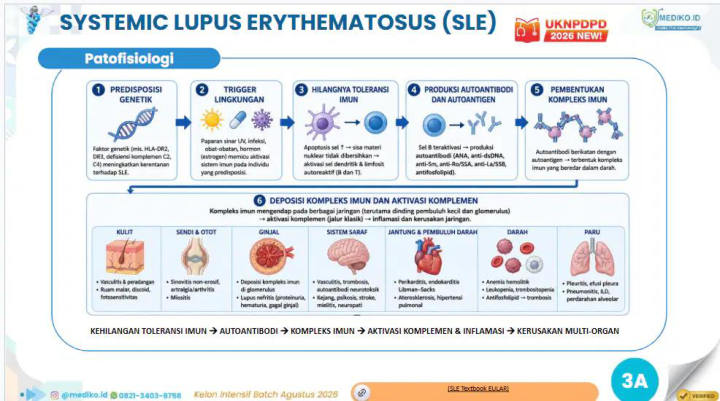 SYSTEMIC LUPUS ERYTHEMATOSUS (SLE)
UKNPDPD
2026 NEW!
MEDIKO.ID
Patofisiologi
1 PREDISPOSISI
GENETIK
Faktor genetik (mis. HLA-DR2,
DR3, defisiensi komplemen C2,
C4) meningkatkan kerentanan
terhadap SLE.
2 TRIGGER
LINGKUNGAN
Paparan sinar UV, infeksi,
obat-obatan, hormon
(estrogen) memicu aktivasi
sistem imun pada individu
yang predisposisi.
3 HILANGNYA TOLERANSI
IMUN
Apoptosis sel ↑ → sisa materi
nuklear tidak dibersihkan →
aktivasi sel dendritik & limfosit
autoreaktif (B dan T).
4 PRODUKSI AUTOANTIBODI
DAN AUTOANTIGEN
Sel B teraktivasi → produksi
autoantibodi (ANA, anti-dsDNA,
anti-Sm, anti-Ro/SSA, anti-La/SSB,
antifosfolipid).
5 PEMBENTUKAN
KOMPLEKS IMUN
Autoantibodi berikatan dengan
autoantigen → terbentuk kompleks
imun yang beredar dalam darah.
6 DEPOSISI KOMPLEKS IMUN DAN AKTIVASI KOMPLEMEN
Kompleks imun mengendap pada berbagai jaringan (terutama dinding pembuluh kecil dan glomerulus)
→ aktivasi komplemen (jalur klasik) → inflamasi dan kerusakan jaringan.
KULIT
• Vasculitis & peradangan
• Ruam malar, discoid,
fotosensitivitas
SENDI & OTOT
• Sinovitis non-erosif,
artralgia/arthritis
• Miositis
GINJAL
• Deposisi kompleks imun
di glomerulus
• Lupus nefritis (proteinuria,
hematuria, gagal ginjal)
SISTEM SARAF
• Vasculitis, trombosis,
autoantibodi neurotoksik
• Kejang, psikosis, stroke,
mielitis, neuropati
JANTUNG & PEMBULUH DARAH
• Perikarditis, endokarditis
Libman-Sacks
• Aterosklerosis, hipertensi
pulmonal
DARAH
• Anemia hemolitik
• Leukopenia, trombositopenia
• Antifosfolipid → trombosis
PARU
• Pleuritis, efusi pleura
• Pneumonitis, ILD,
perdarahan alveolar
KEHILANGAN TOLERANSI IMUN → AUTOANTIBODI → KOMPLEKS IMUN → AKTIVASI KOMPLEMEN & INFLAMASI → KERUSAKAN MULTI-ORGAN
3A
@mediko.id 0821-3403-8758 Kelan Intensif Batch Agustus 2026
(SLE Textbook EULAR)
VERIFIED